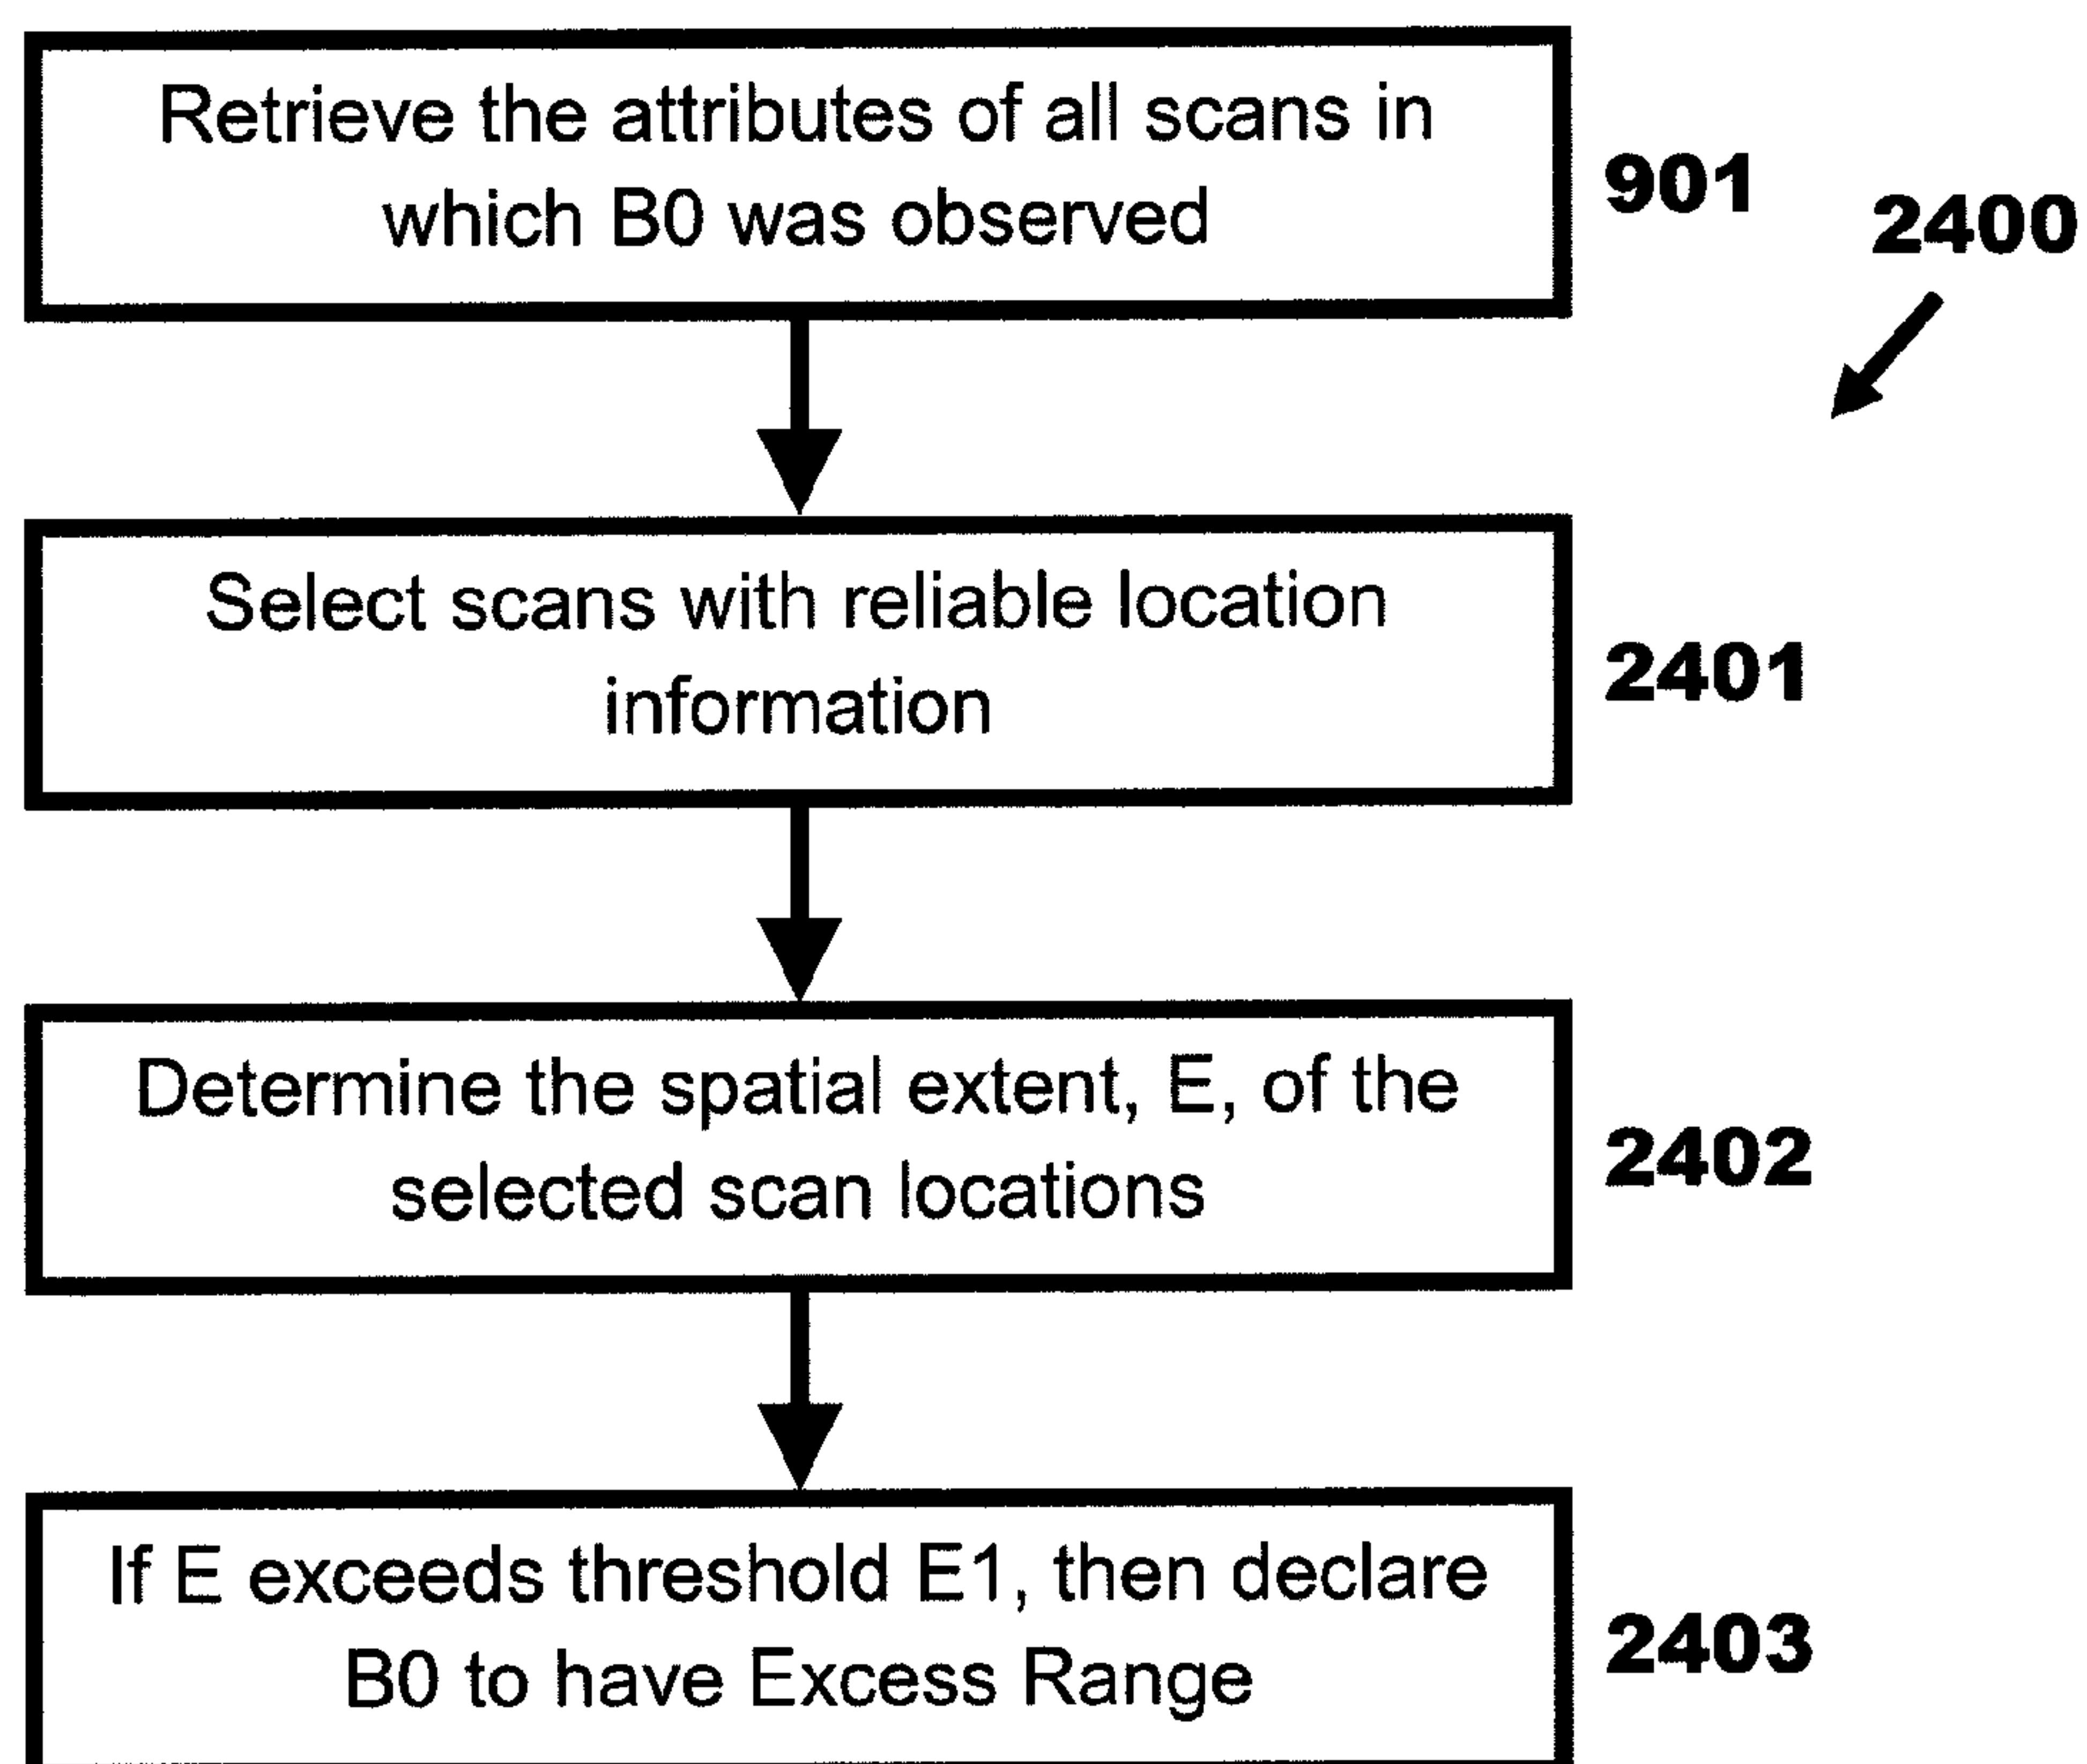 Retrieve the attributes of all scans in
which B0 was observed
901
2400
Select scans with reliable location
information
2401
Determine the spatial extent, E, of the
selected scan locations
2402
If E exceeds threshold E1, then declare
B0 to have Excess Range
2403